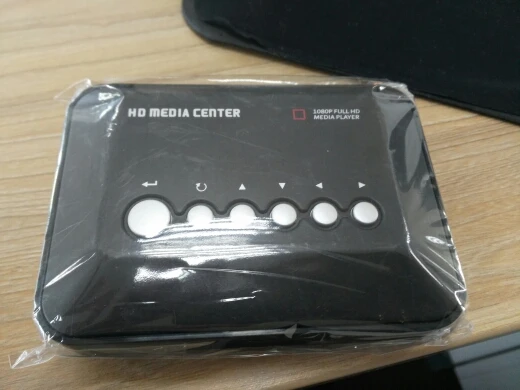 HD MEDIA CENTER
1080P FULL HD
MEDIA PLAYER